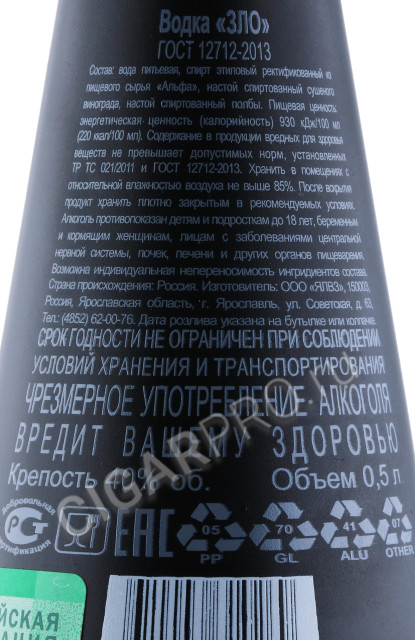 Водка «ЗЛО»
ГОСТ 12712-2013
Состав: вода питьевая, спирт этиловый ректификованный из
пищевого сырья «Альфа», настой спиртованный сушеного
винограда, настой спиртованный полбы. Пищевая ценность:
энергетическая ценность (калорийность) 930 кДж/100 мл
(220 ккал/100 мл). Содержание в продукции вредных для здоровья
веществ не превышает допустимых норм, установленных
ТР ТС 021/2011 и ГОСТ 12712-2013. Хранить в помещениях с
относительной влажностью воздуха не выше 85%. После вскрытия
продукт хранить плотно закрытым в рекомендуемых условиях.
Алкоголь противопоказан детям и подросткам до 18 лет, беременным
и кормящим женщинам, лицам с заболеваниями центральной
нервной системы, почек, печени и других органов пищеварения.
Возможна индивидуальная непереносимость ингридиентов состава.
Страна происхождения: Россия. Изготовитель: ООО «ЯЛВЗ», 150003,
Россия, Ярославская область, г. Ярославль, ул. Советская, д. 63,
Тел.: (4852) 62-00-76. Дата розлива указана на бутылке или колпачке.
СРОК ГОДНОСТИ НЕ ОГРАНИЧЕН ПРИ СОБЛЮДЕНИИ
УСЛОВИЙ ХРАНЕНИЯ И ТРАНСПОРТИРОВАНИЯ
ЧРЕЗМЕРНОЕ УПОТРЕБЛЕНИЕ АЛКОГОЛЯ
ВРЕДИТ ВАШЕМУ ЗДОРОВЬЮ
Крепость 40% об. Объем 0,5 л
добровольная
сертификация
EAC
05
PP
70
GL
41
ALU
07
OTHER
CIGARPRO.RU